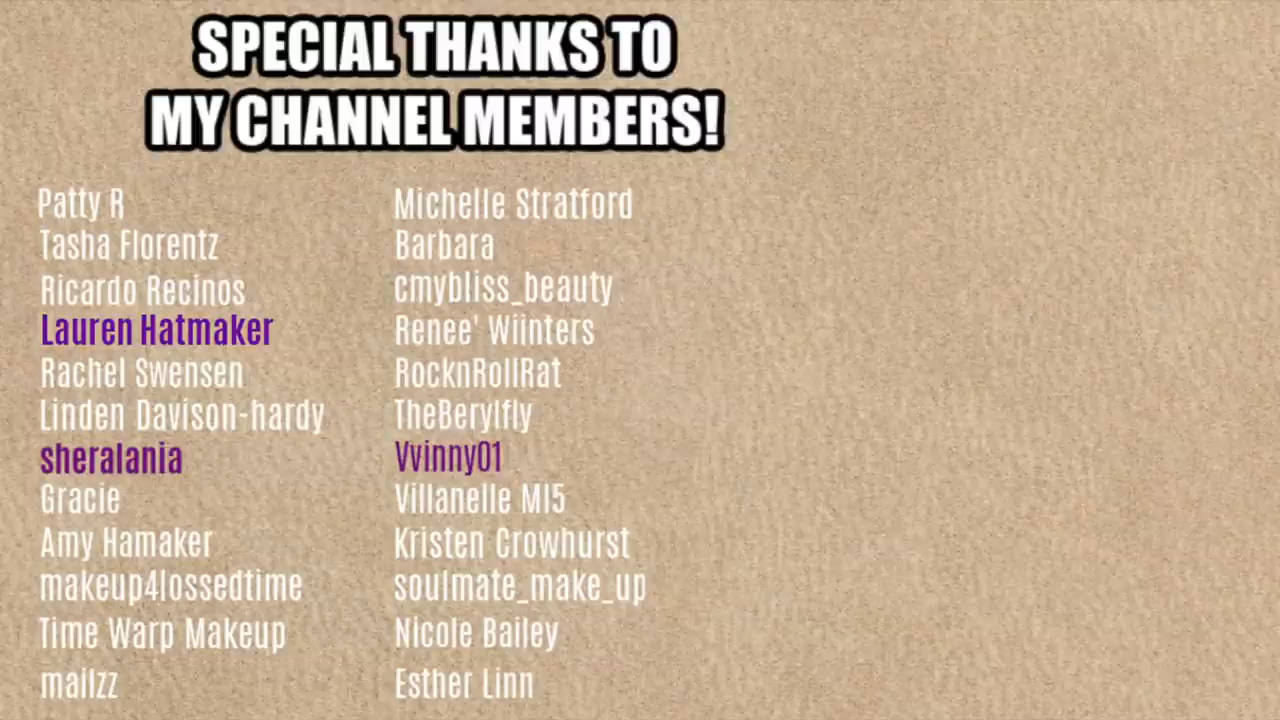 SPECIAL THANKS TO
MY CHANNEL MEMBERS!
Patty R
Tasha Florentz
Ricardo Recinos
Lauren Hatmaker
Rachel Swensen
Linden Davison-hardy
sheralania
Gracie
Amy Hamaker
makeup4lossedtime
Time Warp Makeup
mailzz
Michelle Stratford
Barbara
cmybliss_beauty
Renee' Wiinters
RocknRollRat
TheBerylfly
Vvinny01
Villanelle MI5
Kristen Crowhurst
soulmate_make_up
Nicole Bailey
Esther Linn